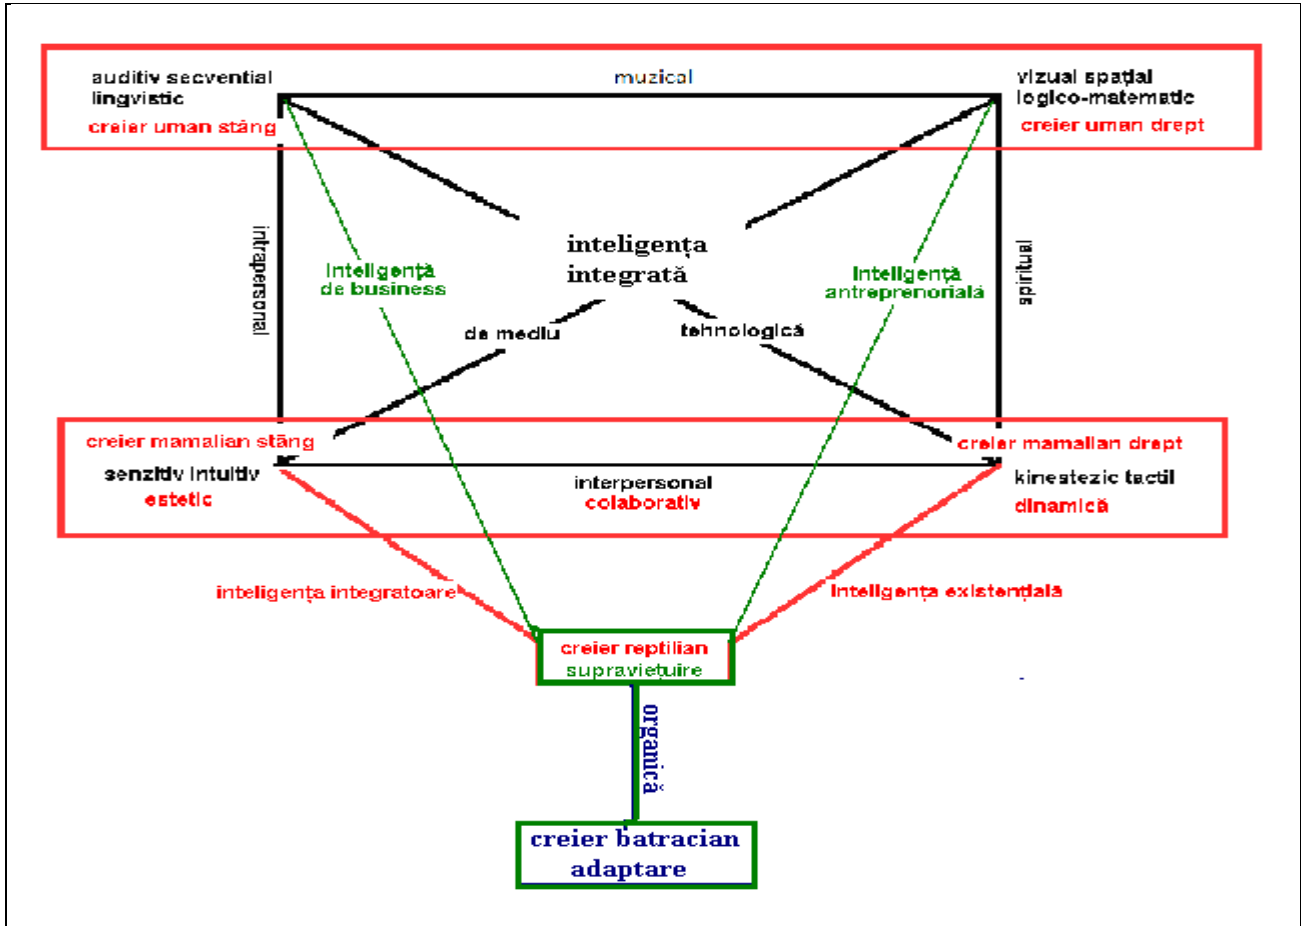 auditiv secvential
lingvistic
creier uman stâng
muzical
vizual spațial
logico-matematic
creier uman drept
intrapersonal
inteligența
integrată
spiritual
Inteligență
de business
Inteligență
antreprenorială
de mediu
tehnologică
creier mamalian stâng
creier mamalian drept
senzitiv intuitiv
estetic
interpersonal
colaborativ
kinestezic tactil
dinamică
inteligența integratoare
Inteligența existențială
creier reptilian
supraviețuire
organică
creier batracian
adaptare